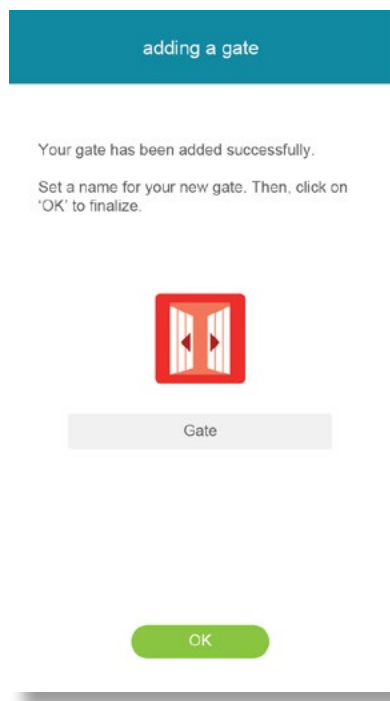 adding a gate
Your gate has been added successfully.
Set a name for your new gate. Then, click on
‘OK’ to finalize.
Gate
OK